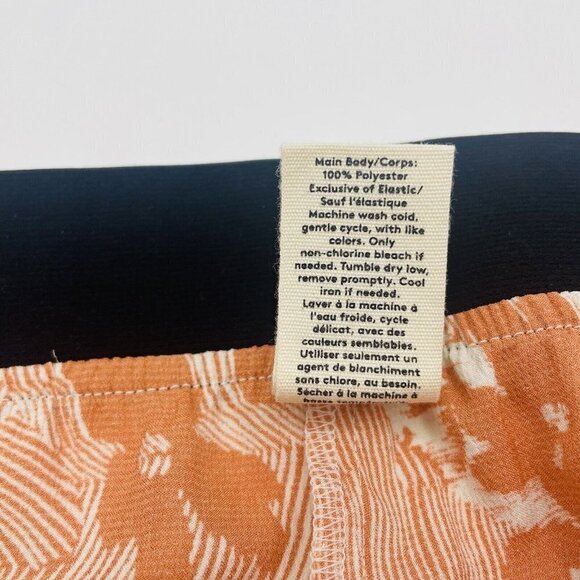 Main Body/Corps:
100% Polyester
Exclusive of Elastic/
Sauf l'élastique
Machine wash cold,
gentle cycle, with like
colors. Only
non-chlorine bleach if
needed. Tumble dry low,
remove promptly. Cool
iron if needed.
Laver à la machine à
l'eau froide, cycle
délicat, avec des
couleurs semblables.
Utiliser seulement un
agent de blanchiment
sans chlore, au besoin.
Sécher à la machine à